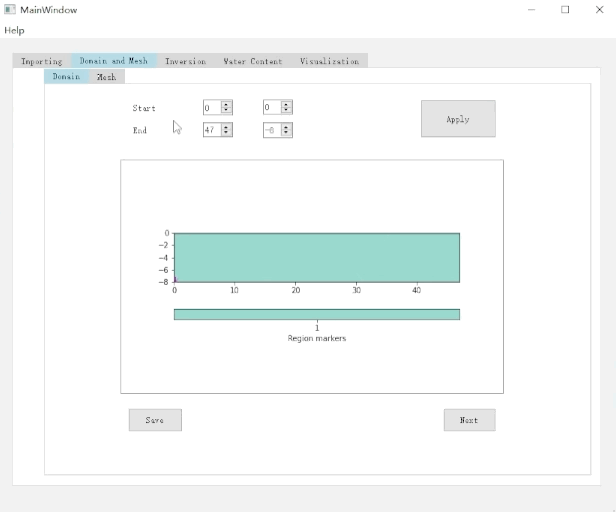 MainWindow
Help
Importing Domain and Mesh Inversion Water Content Visualization
Domain Mesh
Start 0 0
End 47 -8
Apply
0
−2
−4
−6
−8
0 10 20 30 40
1
Region markers
Save Next